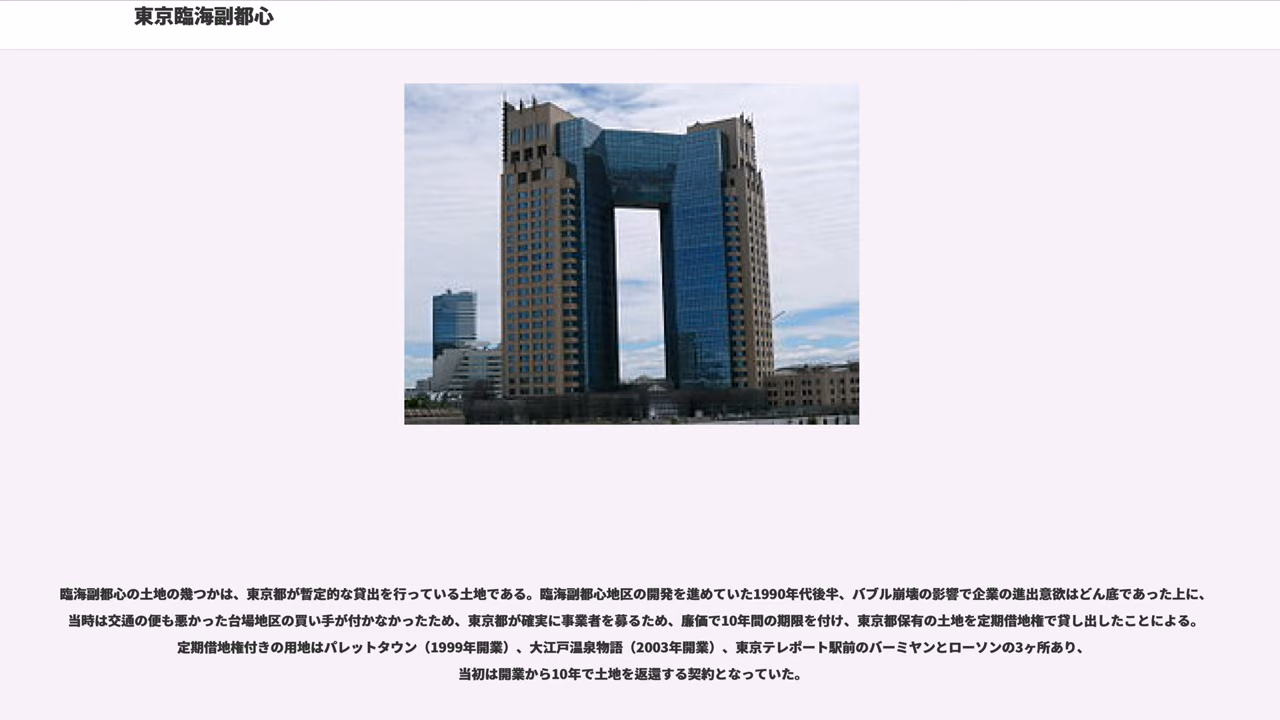 東京臨海副都心
臨海副都心の土地の幾つかは、東京都が暫定的な貸出を行っている土地である。臨海副都心地区の開発を進めていた1990年代後半、バブル崩壊の影響で企業の進出意欲はどん底であった上に、
当時は交通の便も悪かった台場地区の買い手が付かなかったため、東京都が確実に事業者を募るため、廉価で10年間の期限を付け、東京都保有の土地を定期借地権で貸し出したことによる。
定期借地権付きの用地はパレットタウン（1999年開業）、大江戸温泉物語（2003年開業）、東京テレポート駅前のバーミヤンとローソンの3ヶ所あり、
当初は開業から10年で土地を返還する契約となっていた。